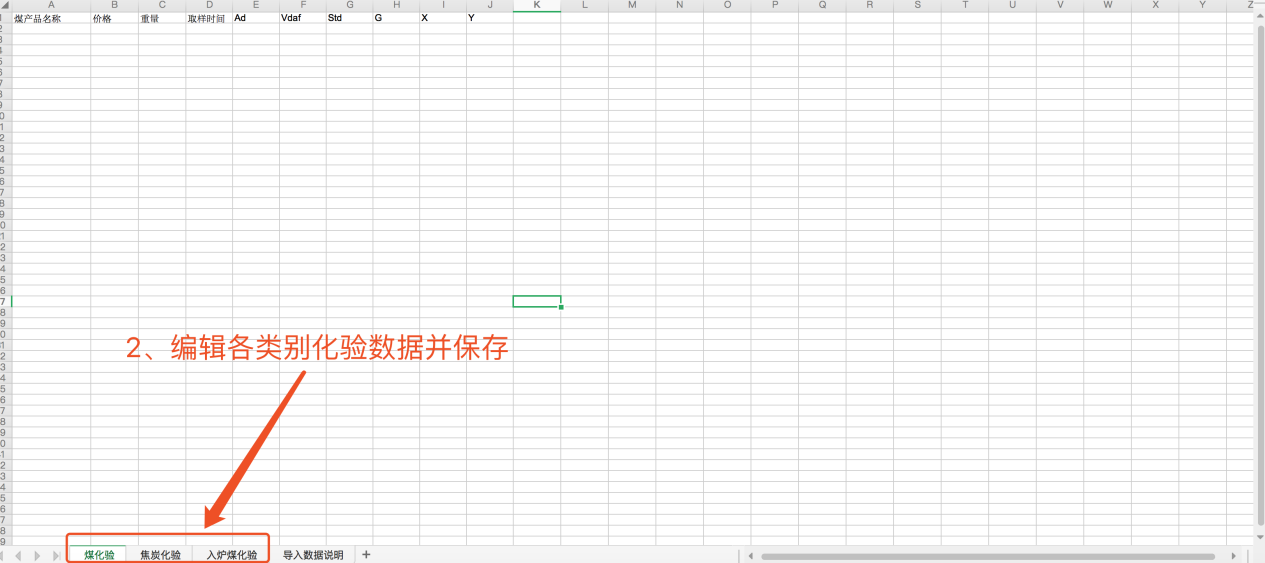 A B C D E F G H I J K L M N O P Q R S T U V W X Y Z
煤产品名称 价格 重量 取样时间 Ad Vdaf Std G X Y
2、编辑各类别化验数据并保存
煤化验 焦炭化验 入炉煤化验 导入数据说明 +